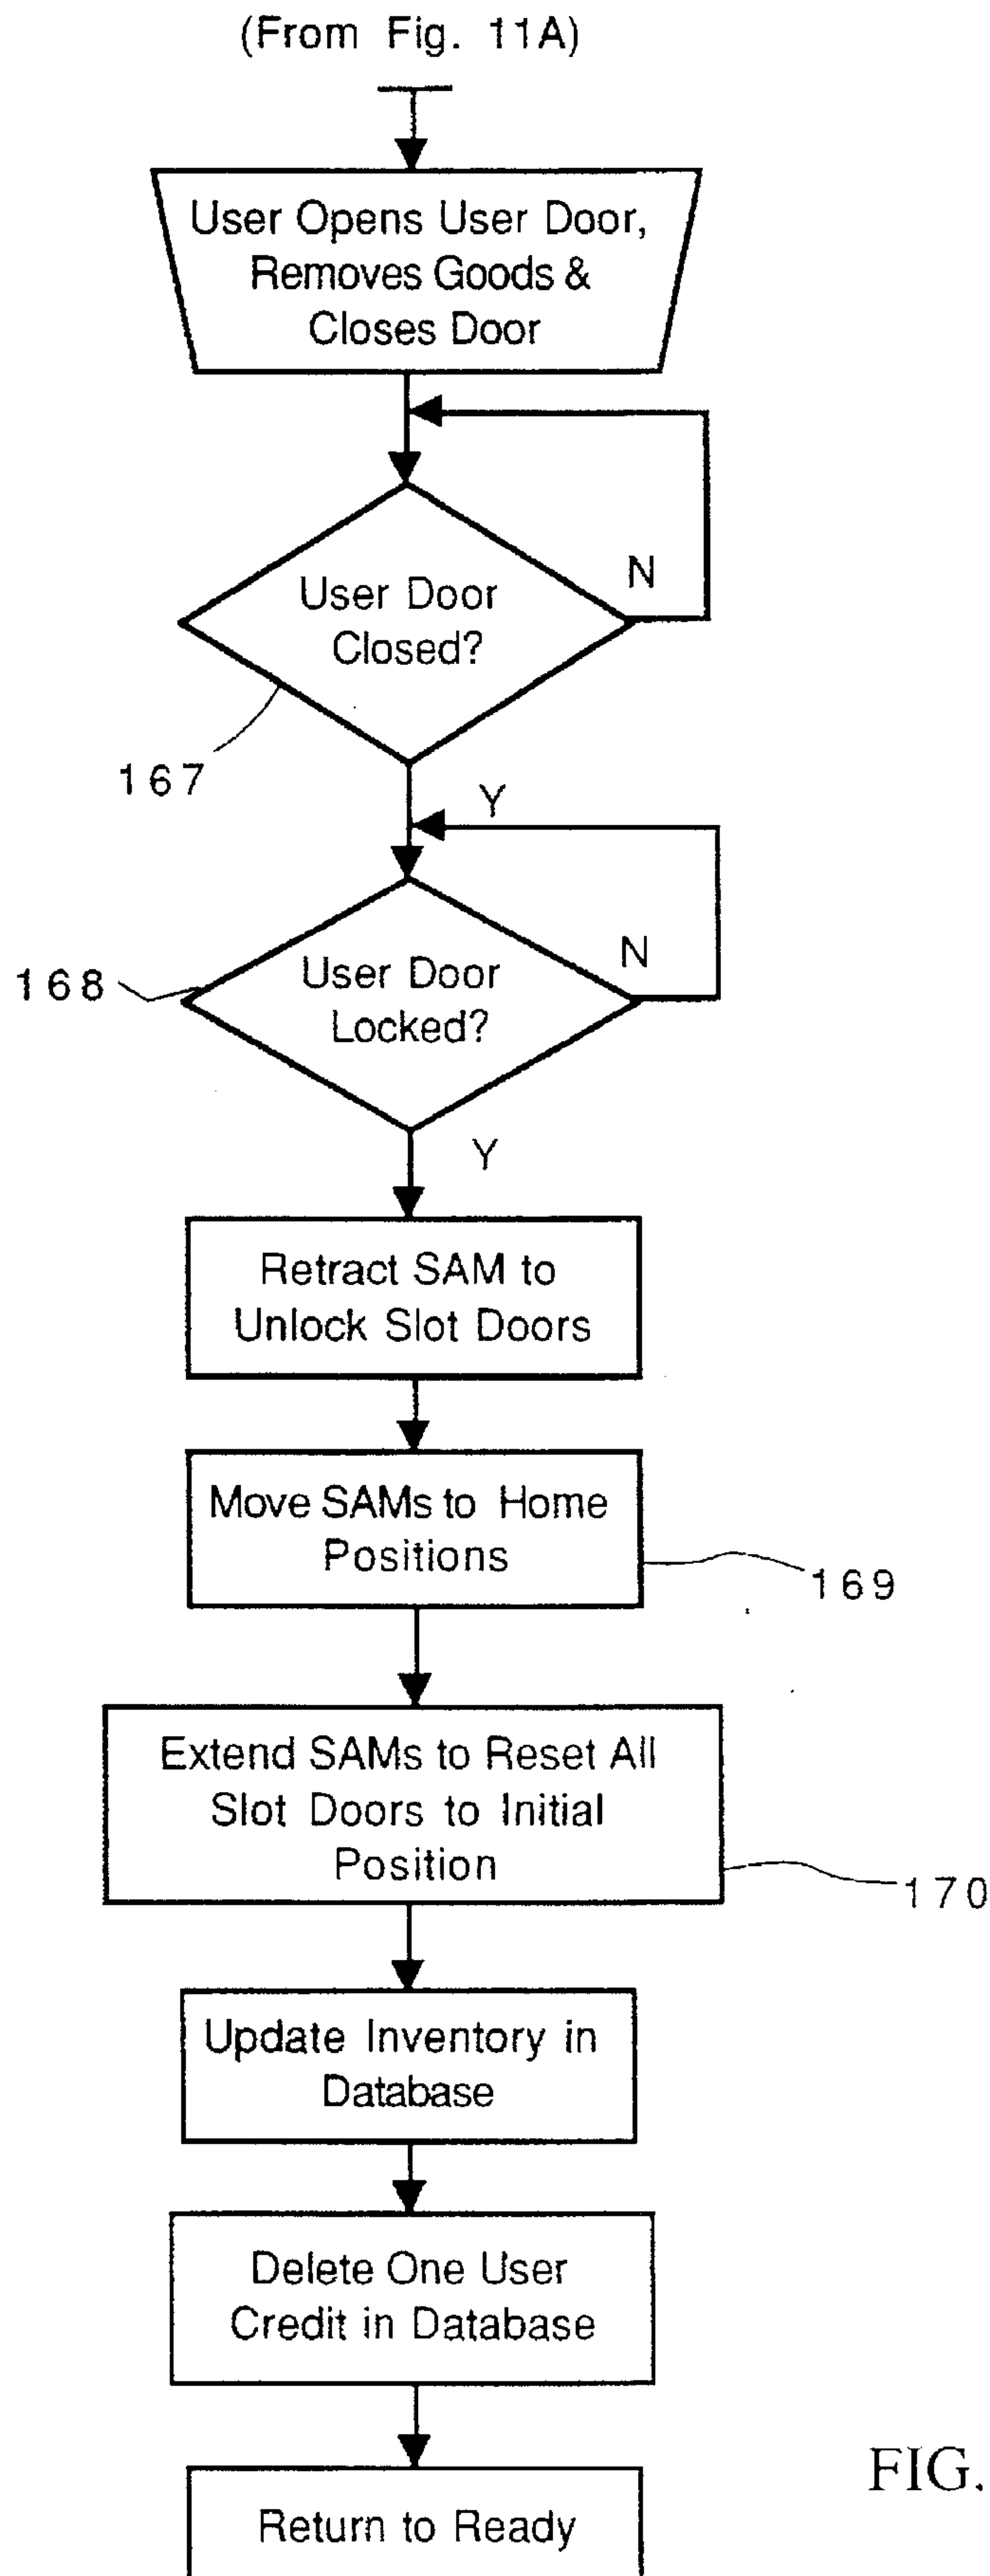 (From Fig. 11A)
User Opens User Door,
Removes Goods &
Closes Door
N
User Door
Closed?
167
Y
N
168
User Door
Locked?
Y
Retract SAM to
Unlock Slot Doors
Move SAMs to Home
Positions
169
Extend SAMs to Reset All
Slot Doors to Initial
Position
170
Update Inventory in
Database
Delete One User
Credit in Database
FIG.
Return to Ready